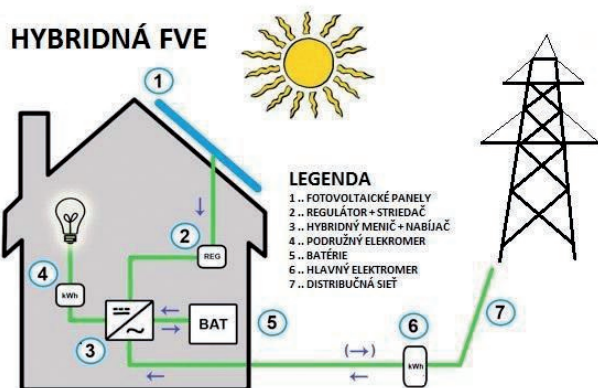 HYBRIDNÁ FVE
1
LEGENDA
1 .. FOTOVOLTAICKÉ PANELY
2 .. REGULÁTOR + STRIEDAČ
3 .. HYBRIDNÝ MENIČ + NABÍJAČ
4 .. PODRUŽNÝ ELEKROMER
5 .. BATÉRIE
6 .. HLAVNÝ ELEKTROMER
7 .. DISTRIBUČNÁ SIEŤ
2
REG
4
kWh
BAT
5
3
6
kWh
7